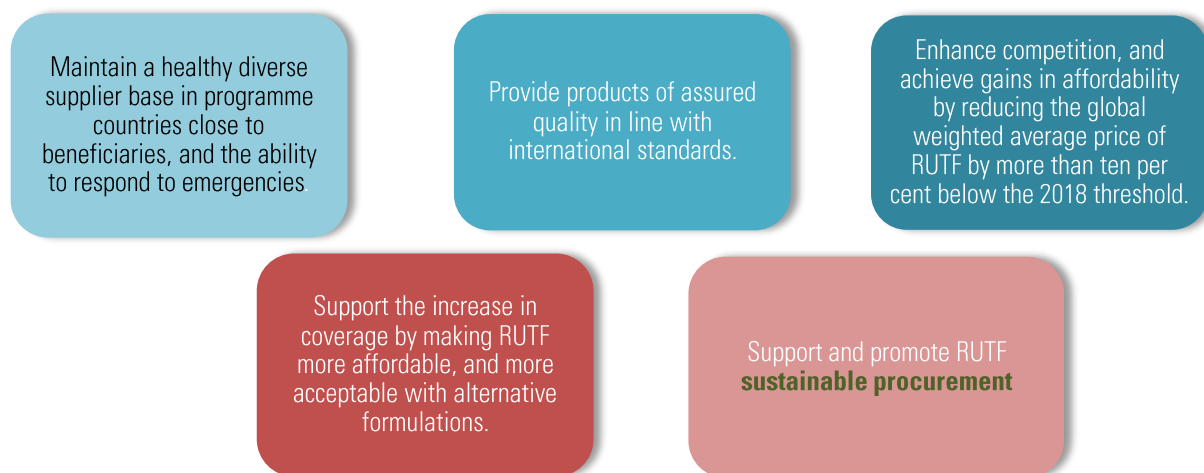 Maintain a healthy diverse
supplier base in programme
countries close to
beneficiaries, and the ability
to respond to emergencies.
Provide products of assured
quality in line with
international standards.
Enhance competition, and
achieve gains in affordability
by reducing the global
weighted average price of
RUTF by more than ten per
cent below the 2018 threshold.
Support the increase in
coverage by making RUTF
more affordable, and more
acceptable with alternative
formulations.
Support and promote RUTF
sustainable procurement